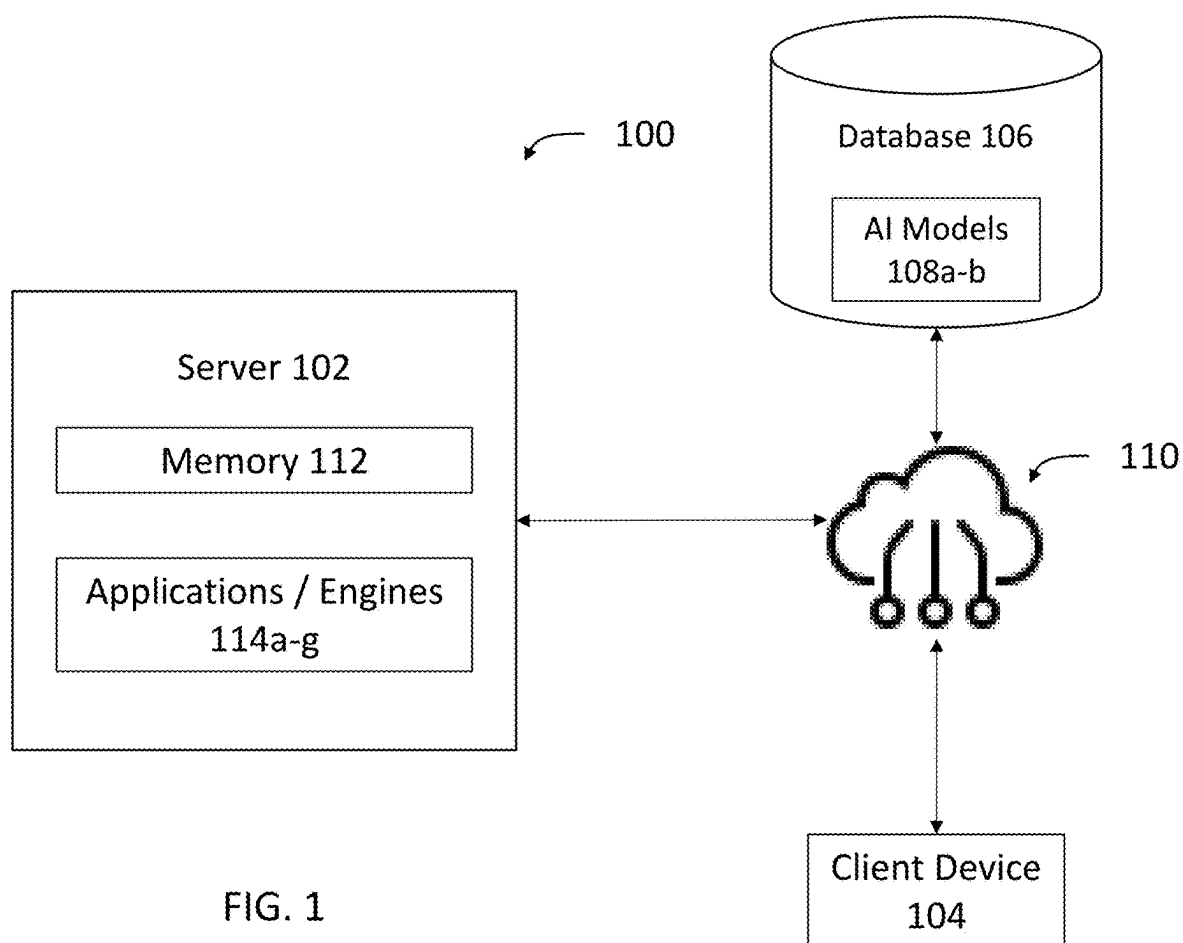 100
Database 106
AI Models
108a-b
Server 102
Memory 112
110
Applications / Engines
114a-g
Client Device
104
FIG. 1